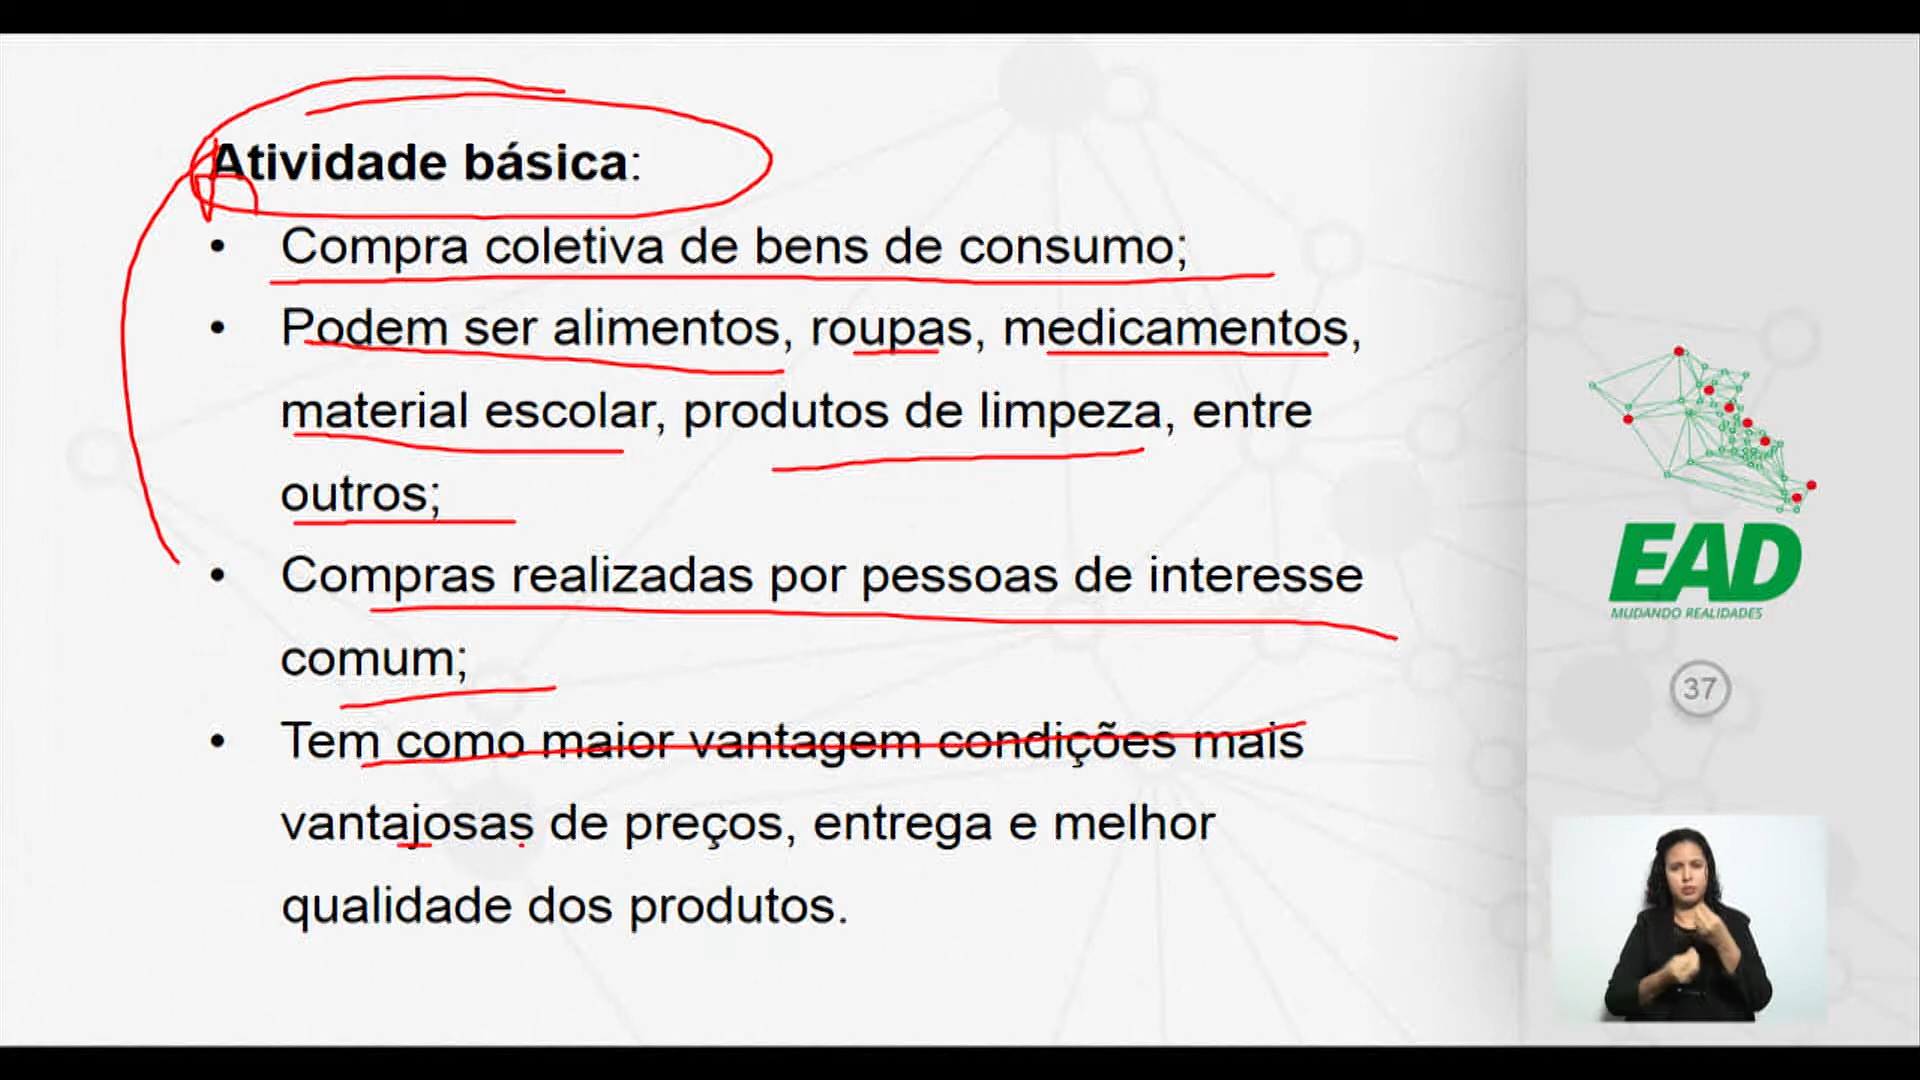 Atividade básica:
• Compra coletiva de bens de consumo;
• Podem ser alimentos, roupas, medicamentos,
material escolar, produtos de limpeza, entre
outros;
• Compras realizadas por pessoas de interesse
comum;
• Tem como maior vantagem condições mais
vantajosas de preços, entrega e melhor
qualidade dos produtos.
EAD
MUDANDO REALIDADES
37